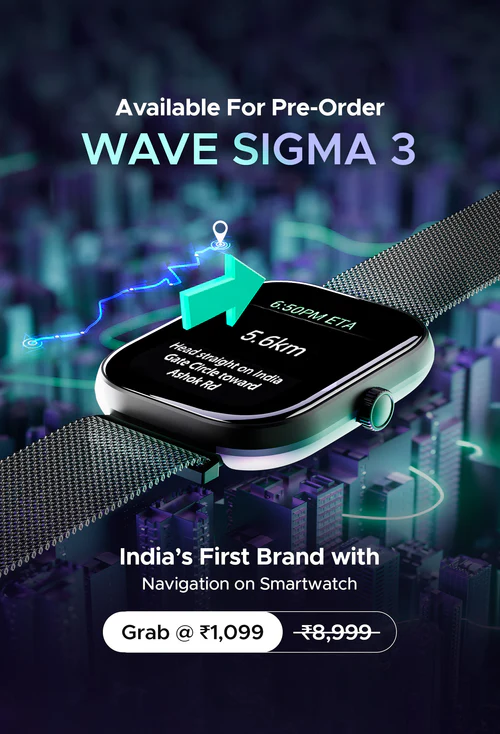 Available For Pre-Order
WAVE SIGMA 3
6:50PM ETA
5.6km
Head straight on India
Gate Circle toward
Ashok Rd
India's First Brand with
Navigation on Smartwatch
Grab @ ₹1,099 ₹8,999